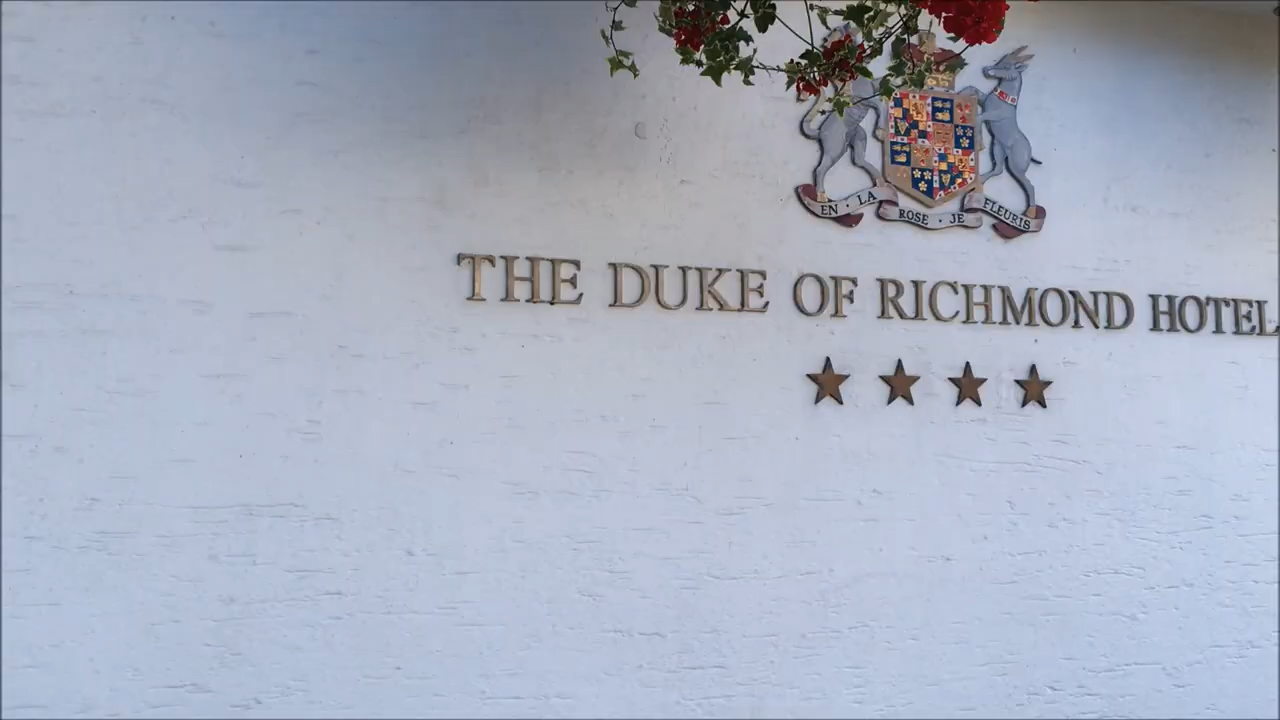 EN · LA ROSE · JE FLEURIS
THE DUKE OF RICHMOND HOTEL